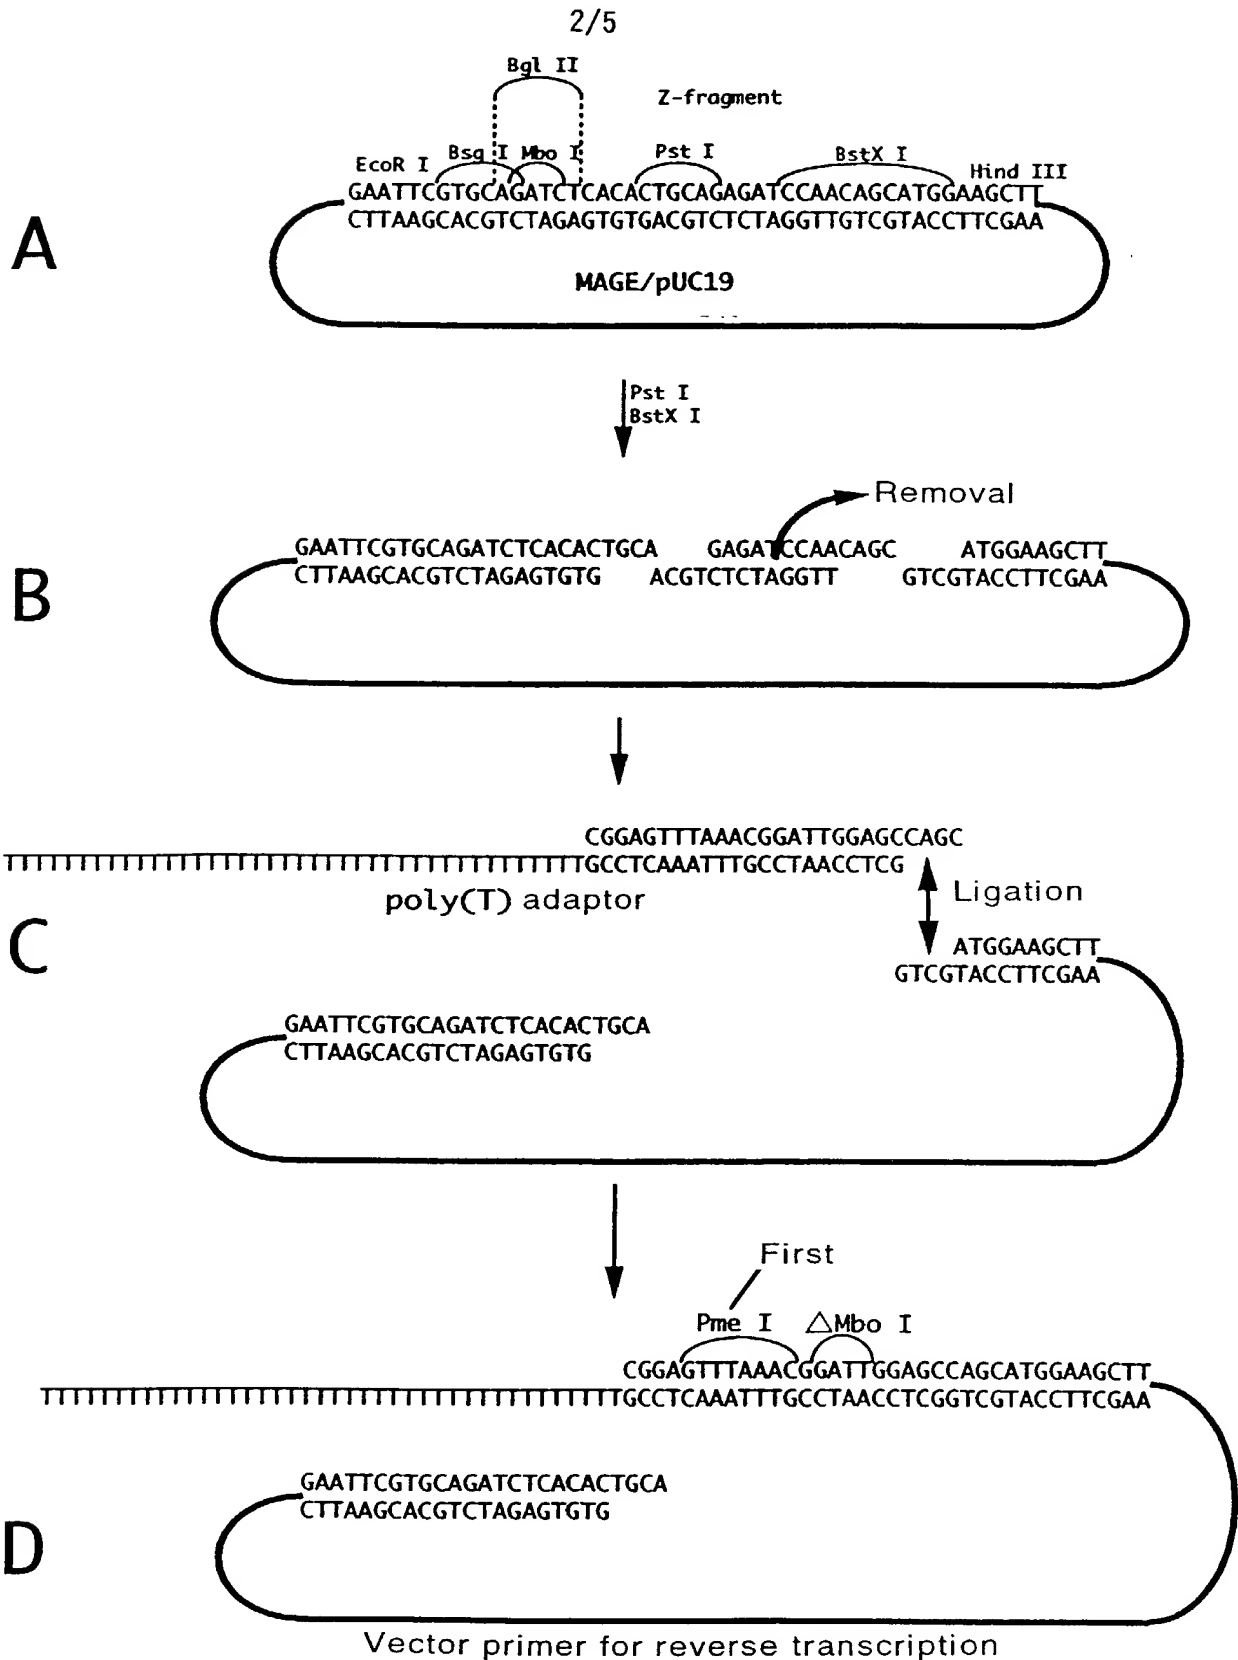 2/5
Bgl II
Z-fragment
EcoR I
Bsg I
Mbo I
Pst I
BstX I
Hind III
GAATTCGTGCAGATCTCACACTGCAGAGATCCAACAGCATGGAAGCTT
CTTAAGCACGTCTAGAGTGTGACGTCTCTAGGTTGTCGTACCTTCGAA
A
MAGE/pUC19
Pst I
BstX I
Removal
GAATTCGTGCAGATCTCACACTGCA GAGATCCAACAGC ATGGAAGCTT
CTTAAGCACGTCTAGAGTGTG ACGTCTCTAGGTT GTCGTACCTTCGAA
B
CGGAGTTTAAACGGATTGGAGCCAGC
TTTTTTTTTTTTTTTTTTTTTTTTTTTTTTTTTTTTTTTTGCCTCAAATTTGCCTAACCTCG
poly(T) adaptor
Ligation
C
ATGGAAGCTT
GTCGTACCTTCGAA
GAATTCGTGCAGATCTCACACTGCA
CTTAAGCACGTCTAGAGTGTG
First
Pme I
△Mbo I
CGGAGTTTAAACGGATTGGAGCCAGCATGGAAGCTT
TTTTTTTTTTTTTTTTTTTTTTTTTTTTTTTTTTTTTTTTGCCTCAAATTTGCCTAACCTCGGTCGTACCTTCGAA
GAATTCGTGCAGATCTCACACTGCA
CTTAAGCACGTCTAGAGTGTG
D
Vector primer for reverse transcription